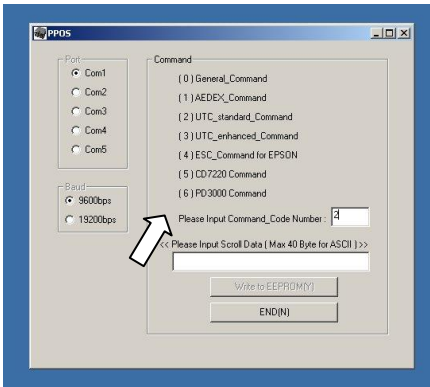 PPOS
Port
Com1
Com2
Com3
Com4
Com5
Baud
9600bps
19200bps
Command
( 0 ) General_Command
( 1 ) AEDEX_Command
( 2 ) UTC_standard_Command
( 3 ) UTC_enhanced_Command
( 4 ) ESC_Command for EPSON
( 5 ) CD7220 Command
( 6 ) PD3000 Command
Please Input Command_Code Number : 2
<< Please Input Scroll Data ( Max 40 Byte for ASCII ) >>
Write to EEPROM(Y)
END(N)